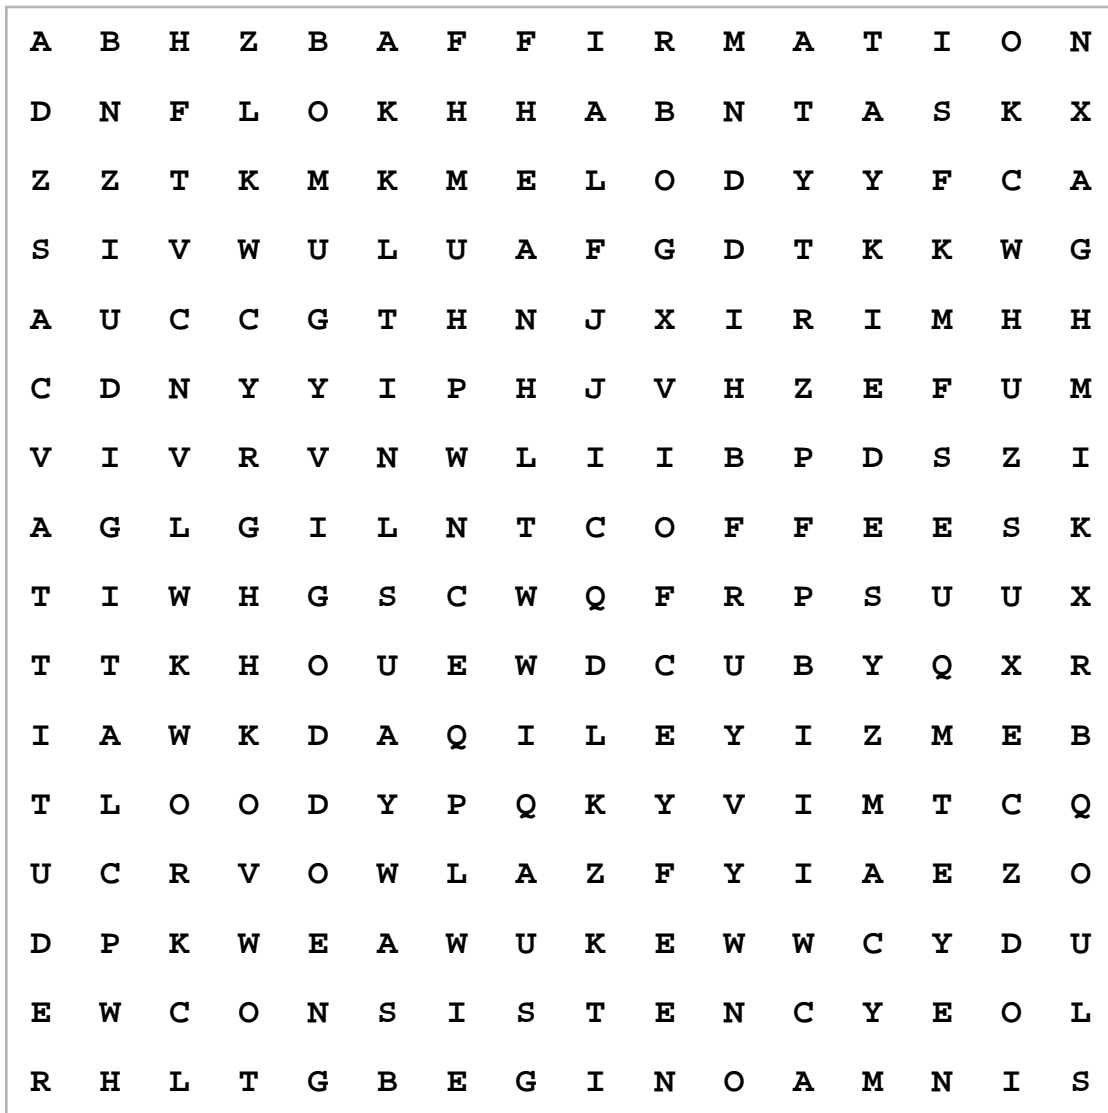 A B H Z B A F F I R M A T I O N
D N F L O K H H A B N T A S K X
Z Z T K M K M E L O D Y Y F C A
S I V W U L U A F G D T K K W G
A U C C G T H N J X I R I M H H
C D N Y Y I P H J V H Z E F U M
V I V R V N W L I I B P D S Z I
A G L G I L N T C O F F E E S K
T I W H G S C W Q F R P S U U X
T T K H O U E W D C U B Y Q X R
I A W K D A Q I L E Y I Z M E B
T L O O D Y P Q K Y V I M T C Q
U C R V O W L A Z F Y I A E Z O
D P K W E A W U K E W W C Y D U
E W C O N S I S T E N C Y E O L
R H L T G B E G I N O A M N I S